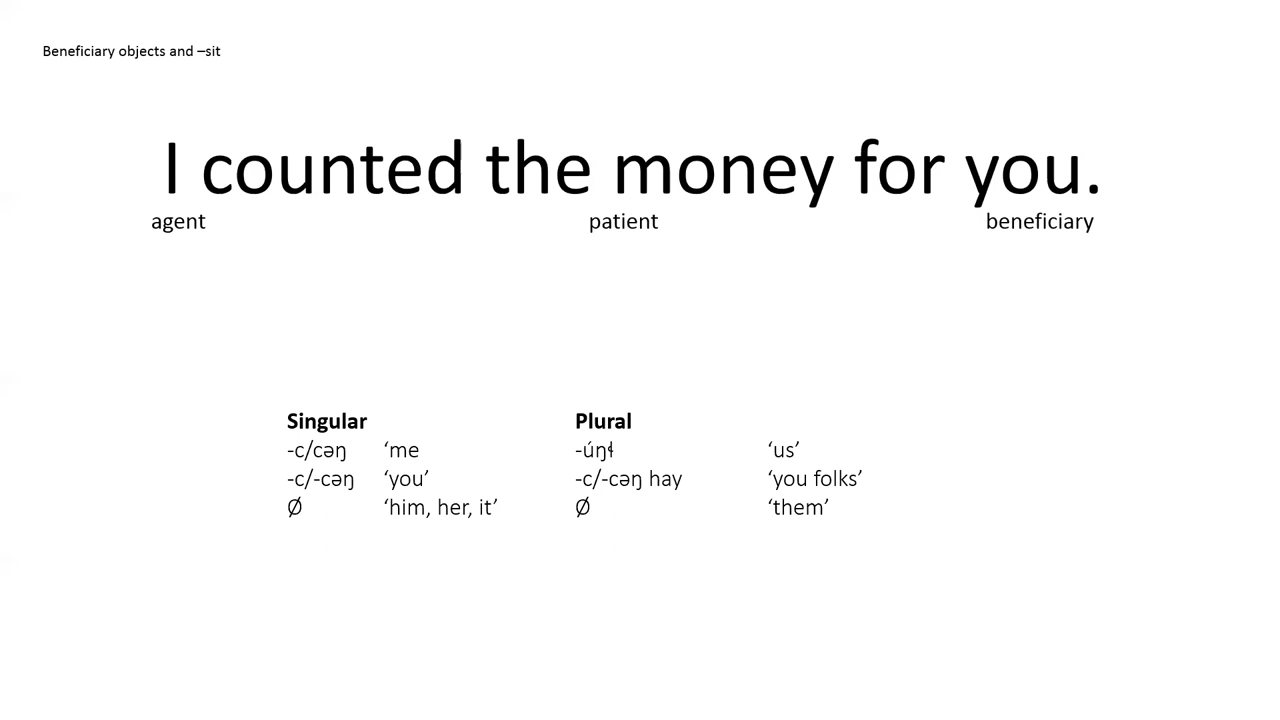 Beneficiary objects and –sit
I counted the money for you.
agent patient beneficiary
Singular Plural
-c/cəŋ ‘me -úŋɬ ‘us’
-c/-cəŋ ‘you’ -c/-cəŋ hay ‘you folks’
Ø ‘him, her, it’ Ø ‘them’